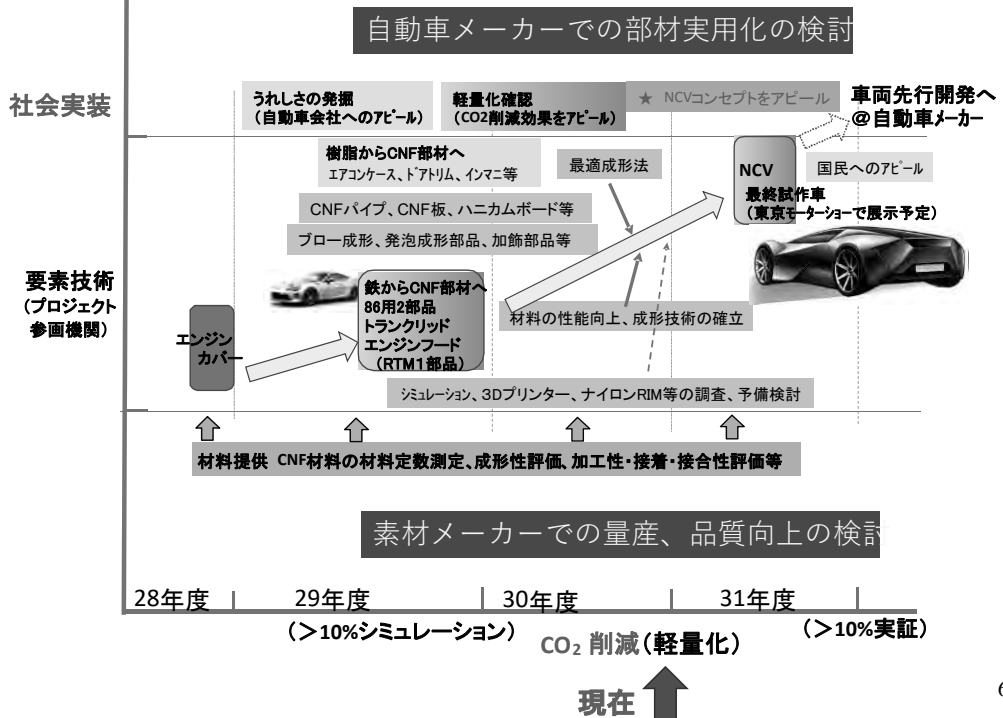 自動車メーカーでの部材実用化の検討
社会実装
うれしさの発掘
(自動車会社へのアピール)
軽量化確認
(CO2削減効果をアピール)
★ NCVコンセプトをアピール
車両先行開発へ
@自動車メーカー
樹脂からCNF部材へ
エアコンケース、ドアトリム、インマニ等
最適成形法
NCV
国民へのアピール
最終試作車
(東京モーターショーで展示予定)
CNFパイプ、CNF板、ハニカムボード等
ブロー成形、発泡成形部品、加飾部品等
要素技術
(プロジェクト
参画機関)
エンジン
カバー
鉄からCNF部材へ
86用2部品
トランクリッド
エンジンフード
(RTM1部品)
材料の性能向上、成形技術の確立
シミュレーション、3Dプリンター、ナイロンRIM等の調査、予備検討
材料提供 CNF材料の材料定数測定、成形性評価、加工性・接着・接合性評価等
素材メーカーでの量産、品質向上の検討
28年度
29年度
30年度
31年度
(＞10%シミュレーション)
CO2 削減(軽量化)
(＞10%実証)
現在